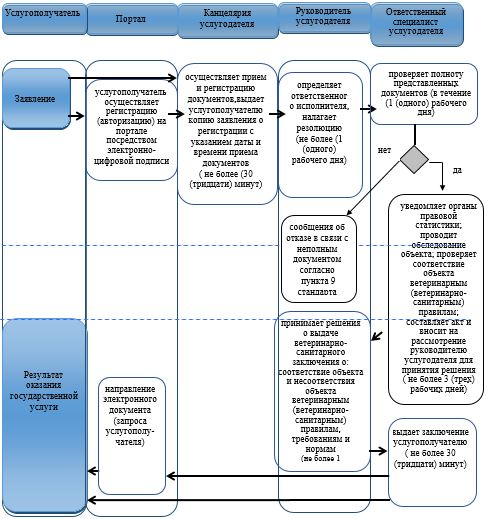 Услугополучатель
Портал
Канцелярия
услугодателя
Руководитель
услугодателя
Ответственный
специалист
услугодателя
Заявление
услугополучатель
осуществляет
регистрацию
(авторизацию) на
портале
посредством
электронно-
цифровой подписи
осуществляет прием
и регистрацию
документов,выдает
услугополучателю
копию заявления о
регистрации с
указанием даты и
времени приема
документов
( не более (30
(тридцати) минут)
определяет
ответственног
о исполнителя,
налагает
резолюцию
(не более (1
(одного)
рабочего дня)
проверяет полноту
представленных
документов (в течение
(1 (одного) рабочего
дня)
нет
да
сообщения об
отказе в связи с
неполным
документом
согласно
пункта 9
стандарта
уведомляет органы
правовой
статистики;
проводит
обследование
объекта; проверяет
соответствие
объекта
ветеринарным
(ветеринарно-
санитарным)
правилам;
составляет акт и
вносит на
рассмотрение
руководителю
услугодателя для
принятия решения
( не более 3 (трех)
рабочих дней)
принимает решения
о выдаче
ветеринарно-
санитарного
заключения о:
соответствие объекта
и несоответствия
объекта
ветеринарным
(ветеринарно-
санитарным)
правилам,
требованиям и
нормам
(не более 1
Результат
оказания
государственной
услуги
направление
электронного
документа
(запроса
услугополу-
чателя)
выдает заключение
услугополучателю
( не более 30
(тридцати) минут)